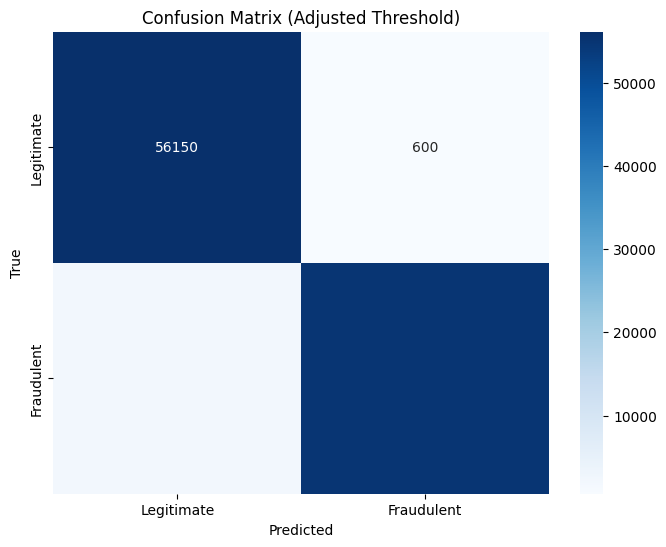 Confusion Matrix (Adjusted Threshold)
True
Legitimate
Fraudulent
56150
600
Legitimate
Fraudulent
Predicted
50000
40000
30000
20000
10000